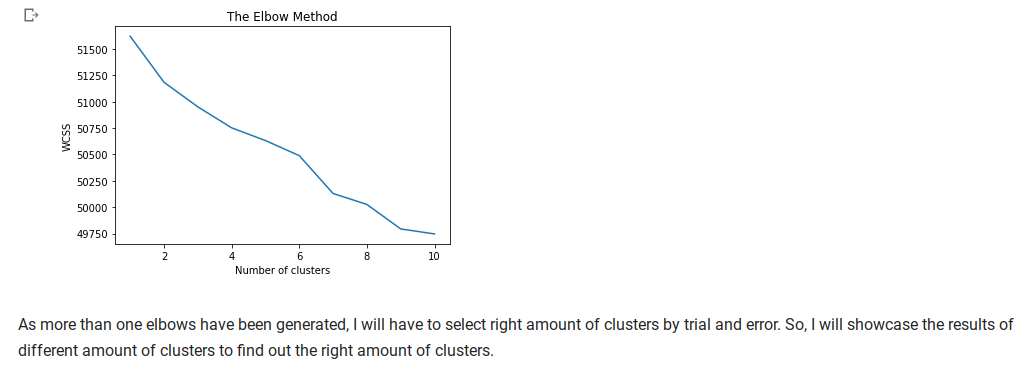 The Elbow Method
51500
51250
51000
50750
50500
50250
50000
49750
WCSS
2 4 6 8 10
Number of clusters
As more than one elbows have been generated, I will have to select right amount of clusters by trial and error. So, I will showcase the results of
different amount of clusters to find out the right amount of clusters.